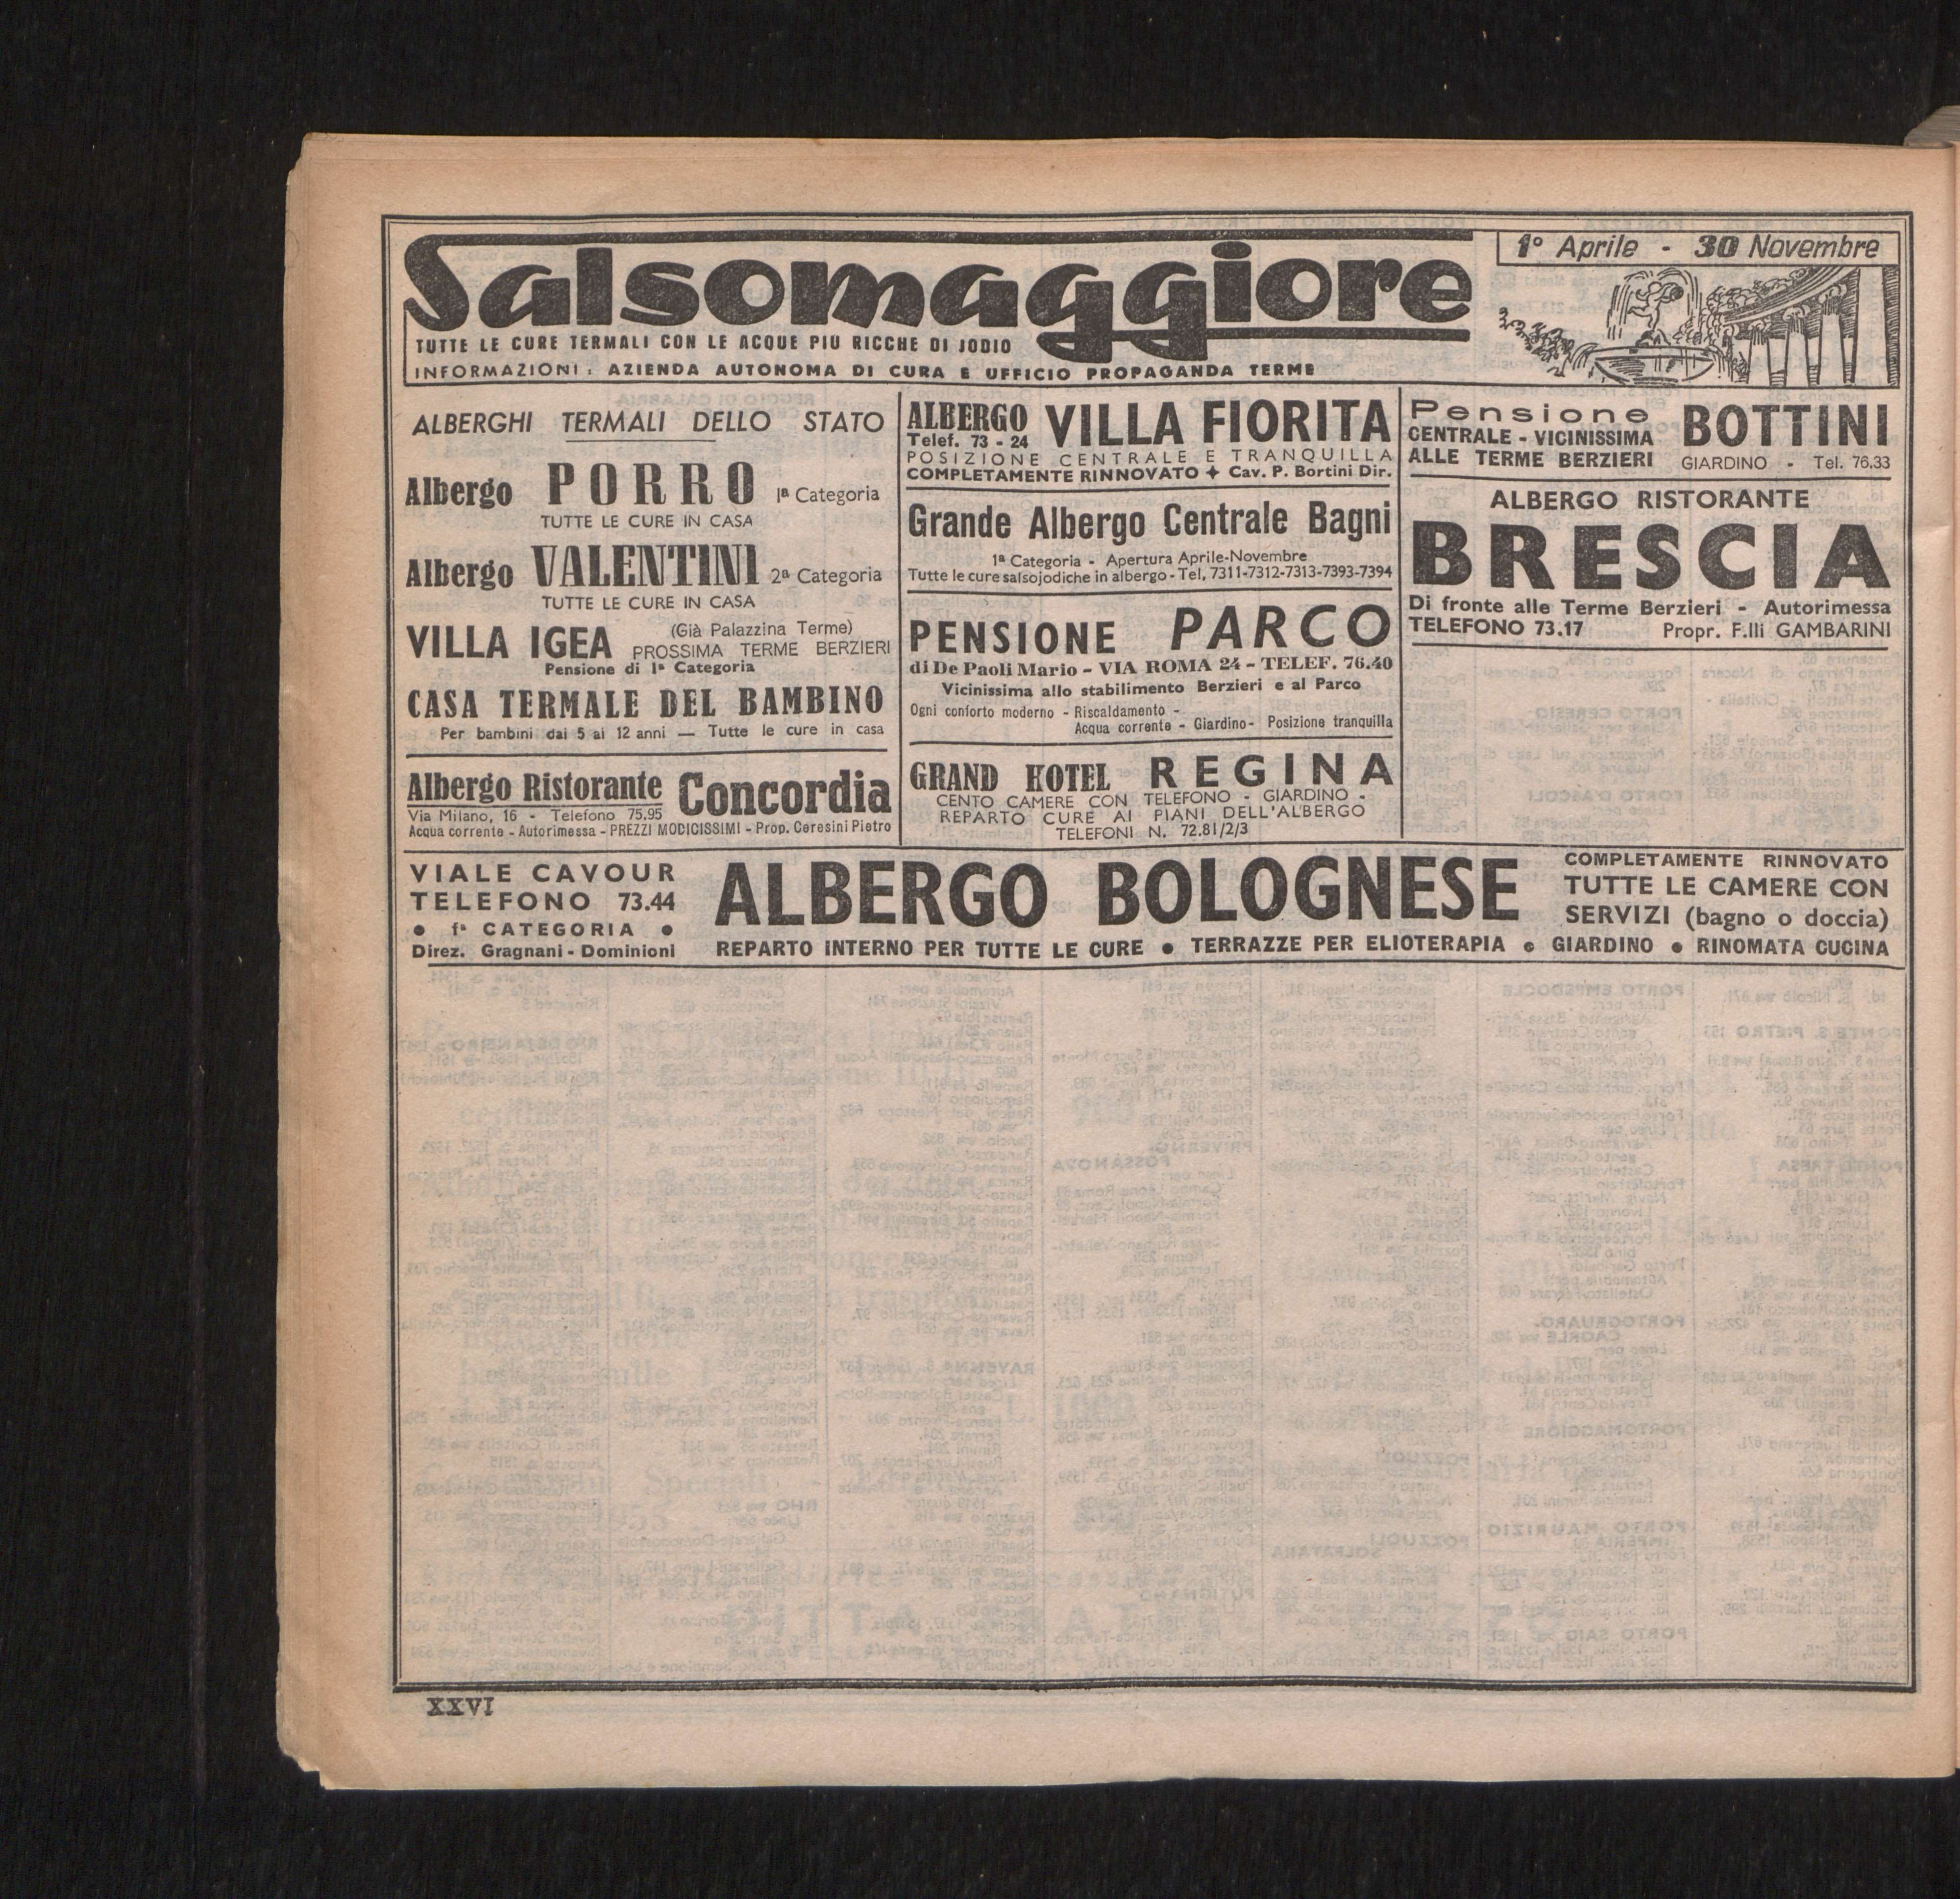 Salsomaggiore
1º Aprile - 30 Novembre
TUTTE LE CURE TERMALI CON LE ACQUE PIU RICCHE DI JODIO
INFORMAZIONI: AZIENDA AUTONOMA DI CURA E UFFICIO PROPAGANDA TERME
ALBERGHI TERMALI DELLO STATO
Albergo PORRO 1ª Categoria
TUTTE LE CURE IN CASA
Albergo VALENTINI 2ª Categoria
TUTTE LE CURE IN CASA
VILLA IGEA (Già Palazzina Terme)
PROSSIMA TERME BERZIERI
Pensione di 1ª Categoria
CASA TERMALE DEL BAMBINO
Per bambini dai 5 ai 12 anni — Tutte le cure in casa
Albergo Ristorante Concordia
Via Milano, 16 - Telefono 75.95
Acqua corrente - Autorimessa - PREZZI MODICISSIMI - Prop. Ceresini Pietro
ALBERGO VILLA FIORITA
Telef. 73 - 24
POSIZIONE CENTRALE E TRANQUILLA
COMPLETAMENTE RINNOVATO ✦ Cav. P. Bortini Dir.
Grande Albergo Centrale Bagni
1ª Categoria - Apertura Aprile-Novembre
Tutte le cure salsojodiche in albergo - Tel. 7311-7312-7313-7393-7394
PENSIONE PARCO
di De Paoli Mario - VIA ROMA 24 - TELEF. 76.40
Vicinissima allo stabilimento Berzieri e al Parco
Ogni conforto moderno - Riscaldamento -
Acqua corrente - Giardino - Posizione tranquilla
GRAND HOTEL REGINA
CENTO CAMERE CON TELEFONO - GIARDINO -
REPARTO CURE AI PIANI DELL'ALBERGO
TELEFONI N. 72.81/2/3
Pensione BOTTINI
CENTRALE - VICINISSIMA
ALLE TERME BERZIERI GIARDINO - Tel. 76.33
ALBERGO RISTORANTE
BRESCIA
Di fronte alle Terme Berzieri - Autorimessa
TELEFONO 73.17 Propr. F.lli GAMBARINI
VIALE CAVOUR
TELEFONO 73.44
● 1ª CATEGORIA ●
Direz. Gragnani - Dominioni
ALBERGO BOLOGNESE
COMPLETAMENTE RINNOVATO
TUTTE LE CAMERE CON
SERVIZI (bagno o doccia)
REPARTO INTERNO PER TUTTE LE CURE ● TERRAZZE PER ELIOTERAPIA ● GIARDINO ● RINOMATA CUCINA
XXVI